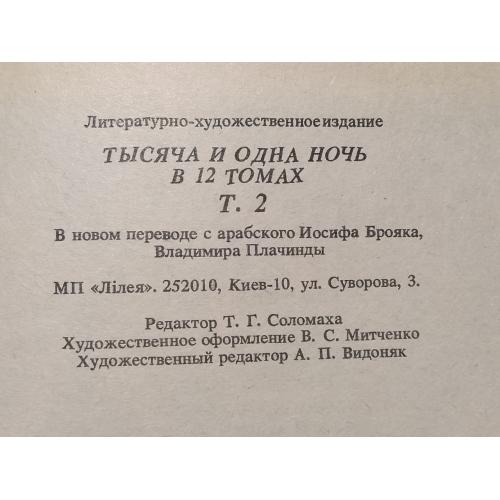 Литературно-художественное издание
ТЫСЯЧА И ОДНА НОЧЬ
В 12 ТОМАХ
Т. 2
В новом переводе с арабского Иосифа Брояка,
Владимира Плачинды
МП «Лілея». 252010, Киев-10, ул. Суворова, 3.
Редактор Т. Г. Соломаха
Художественное оформление В. С. Митченко
Художественный редактор А. П. Видоняк